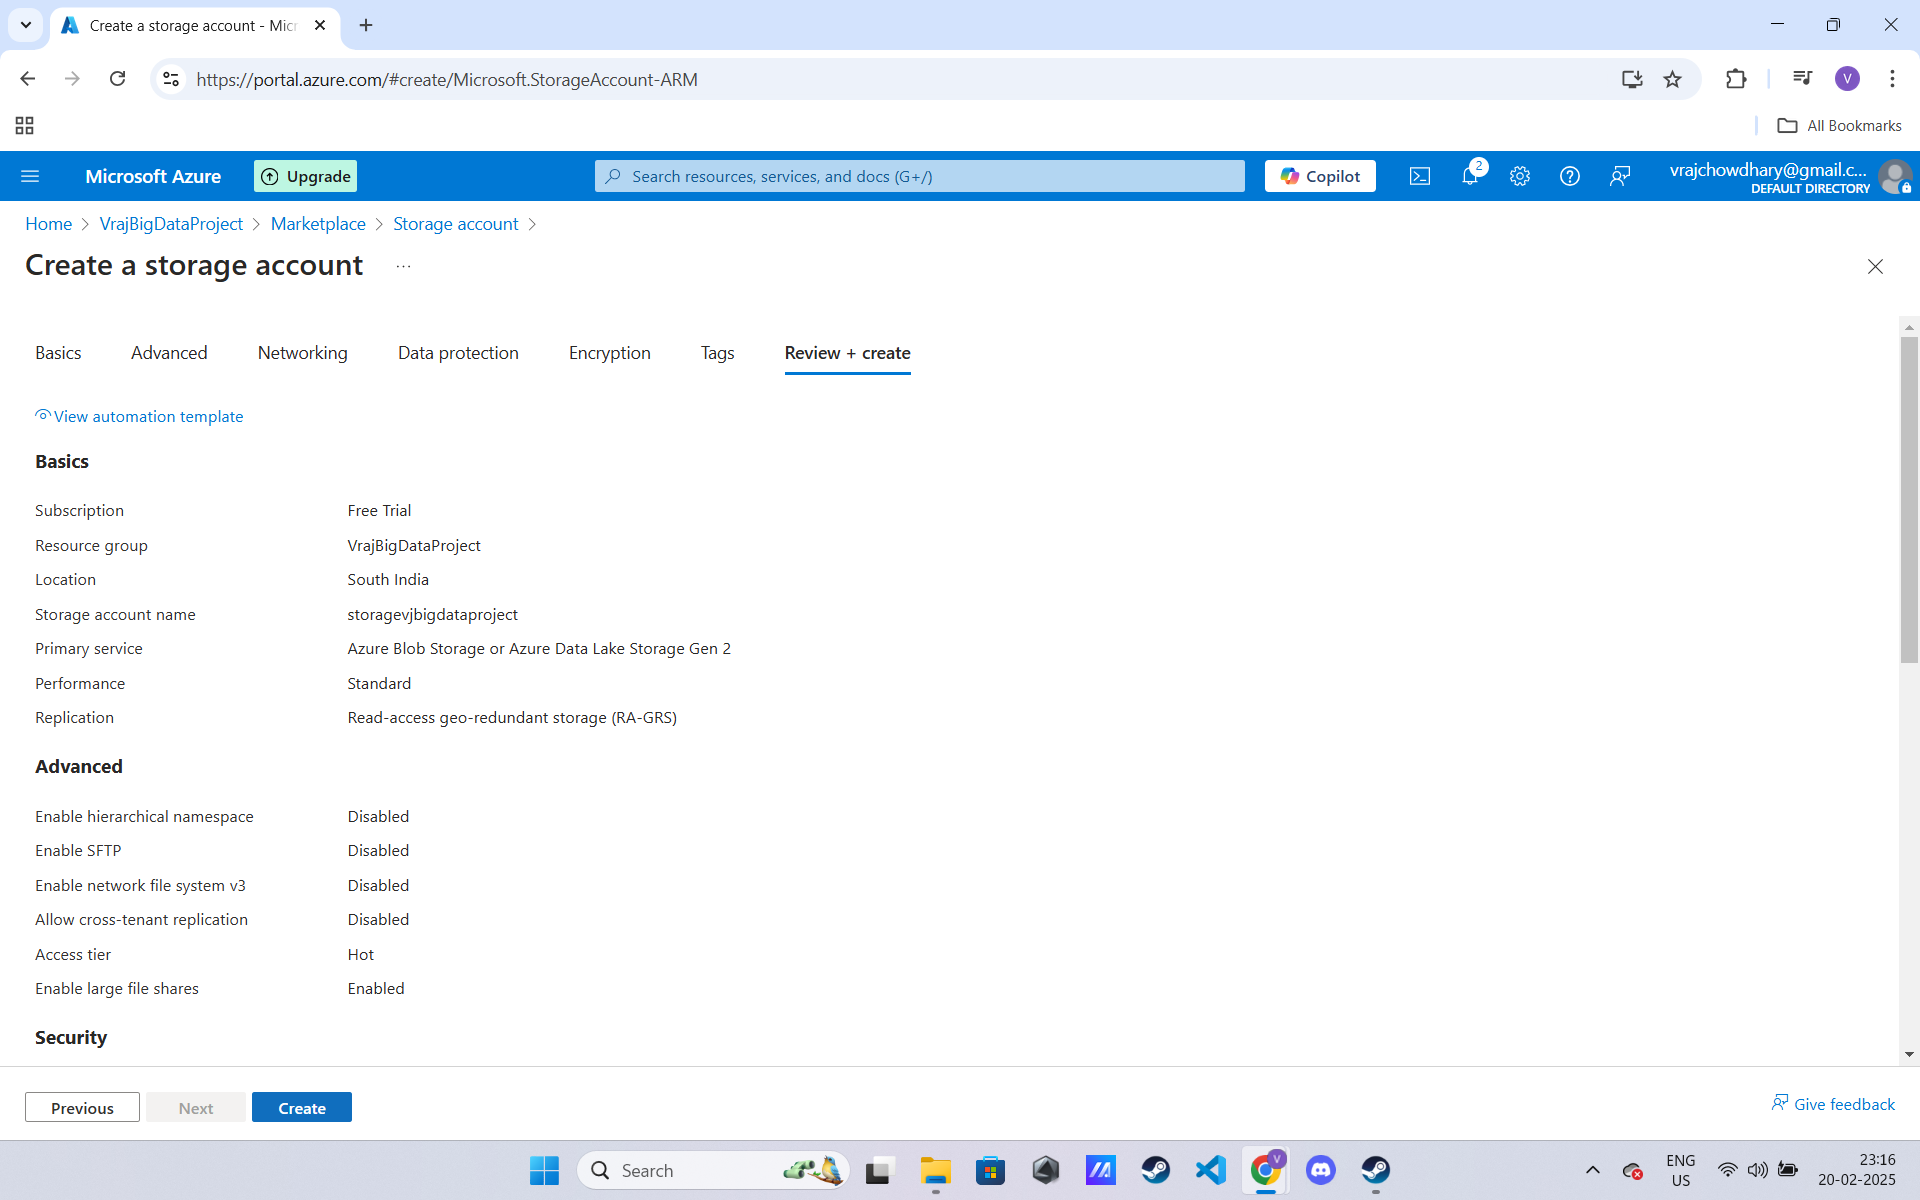 Create a storage account - Micr
https://portal.azure.com/#create/Microsoft.StorageAccount-ARM
V
All Bookmarks
Microsoft Azure
Upgrade
Search resources, services, and docs (G+/)
Copilot
2
vrajchowdhary@gmail.c...
DEFAULT DIRECTORY
Home > VrajBigDataProject > Marketplace > Storage account >
Create a storage account ...
Basics Advanced Networking Data protection Encryption Tags Review + create
View automation template
Basics
Subscription Free Trial
Resource group VrajBigDataProject
Location South India
Storage account name storagevjbigdataproject
Primary service Azure Blob Storage or Azure Data Lake Storage Gen 2
Performance Standard
Replication Read-access geo-redundant storage (RA-GRS)
Advanced
Enable hierarchical namespace Disabled
Enable SFTP Disabled
Enable network file system v3 Disabled
Allow cross-tenant replication Disabled
Access tier Hot
Enable large file shares Enabled
Security
Previous Next Create
Give feedback
Search
V
ENG
US
23:16
20-02-2025